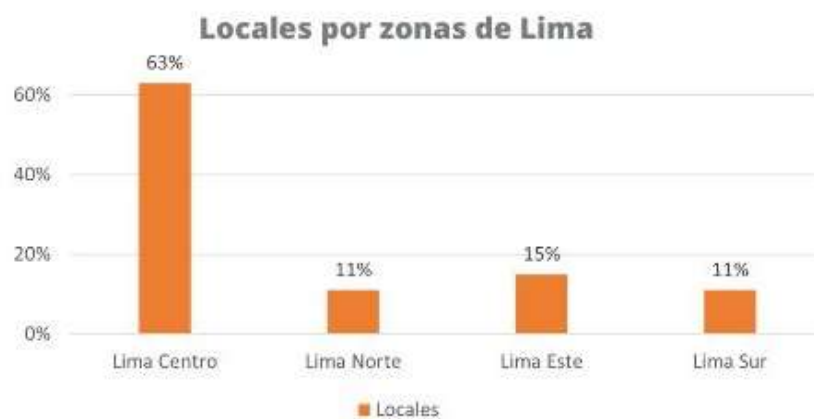 Locales por zonas de Lima
63%
60%
40%
20%
0%
11%
15%
11%
Lima Centro
Lima Norte
Lima Este
Lima Sur
Locales